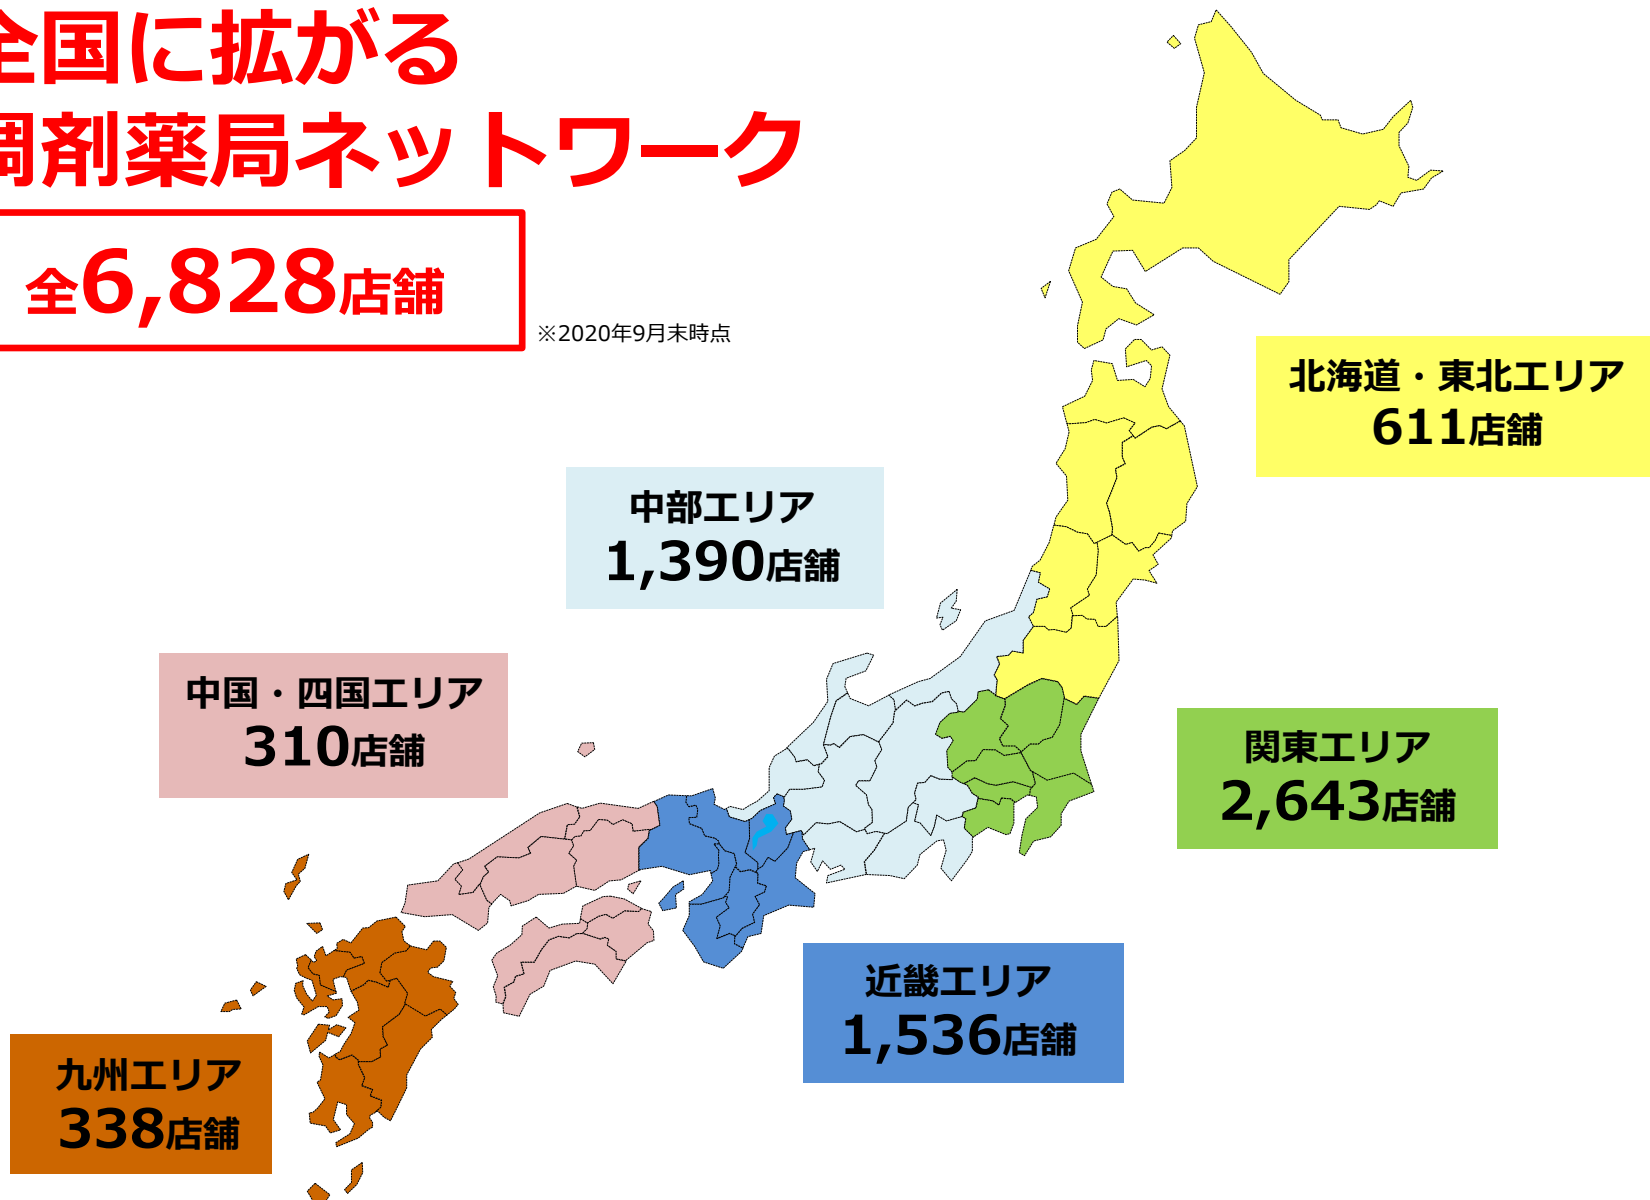 全国に拡がる
調剤薬局ネットワーク
全6,828店舗
※2020年9月末時点
北海道・東北エリア
611店舗
中部エリア
1,390店舗
中国・四国エリア
310店舗
関東エリア
2,643店舗
近畿エリア
1,536店舗
九州エリア
338店舗